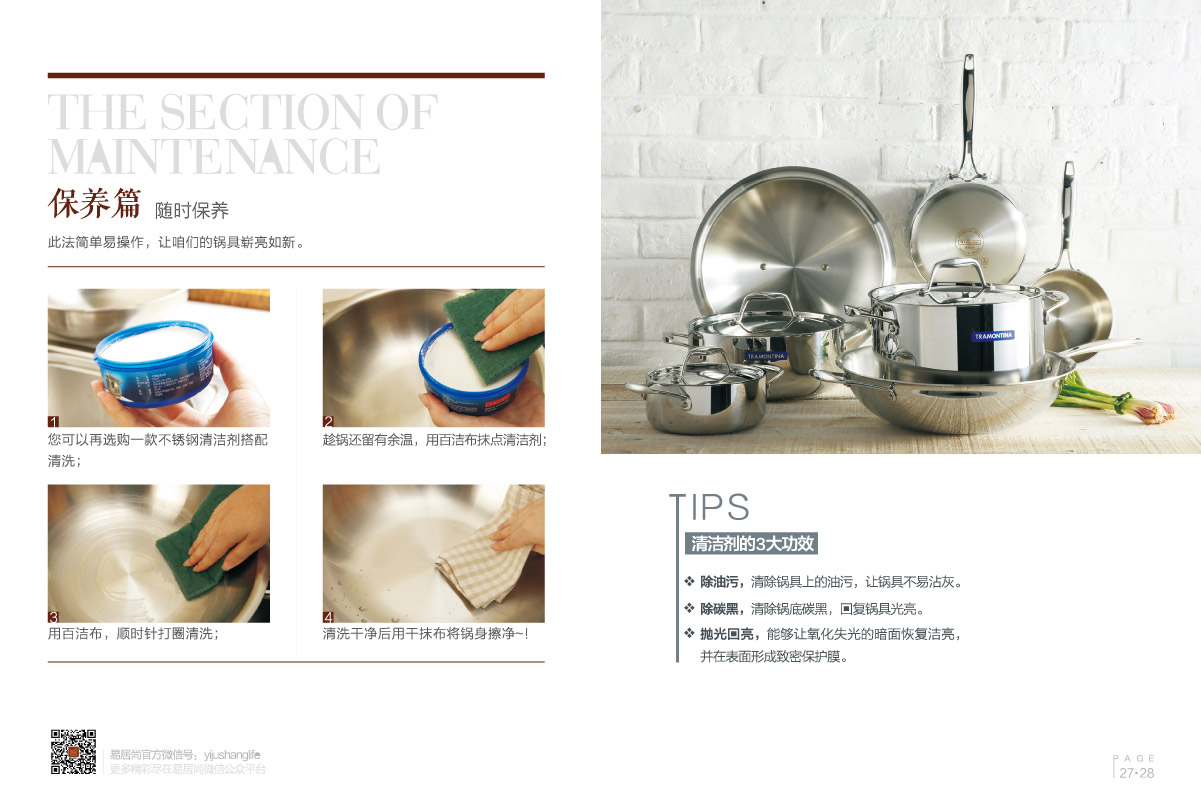 THE SECTION OF
MAINTENANCE
保养篇 随时保养
此法简单易操作，让咱们的锅具崭亮如新。
1
您可以再选购一款不锈钢清洁剂搭配
清洗；
2
趁锅还留有余温，用百洁布抹点清洁剂；
3
用百洁布，顺时针打圈清洗；
4
清洗干净后用干抹布将锅身擦净~！
易居尚官方微信号：yijushanglife
更多精彩尽在易居尚微信公众平台
TRAMONTINA
TRAMONTINA
TIPS
清洁剂的3大功效
❖ 除油污，清除锅具上的油污，让锅具不易沾灰。
❖ 除碳黑，清除锅底碳黑，回复锅具光亮。
❖ 抛光回亮，能够让氧化失光的暗面恢复洁亮，
并在表面形成致密保护膜。
PAGE
27·28